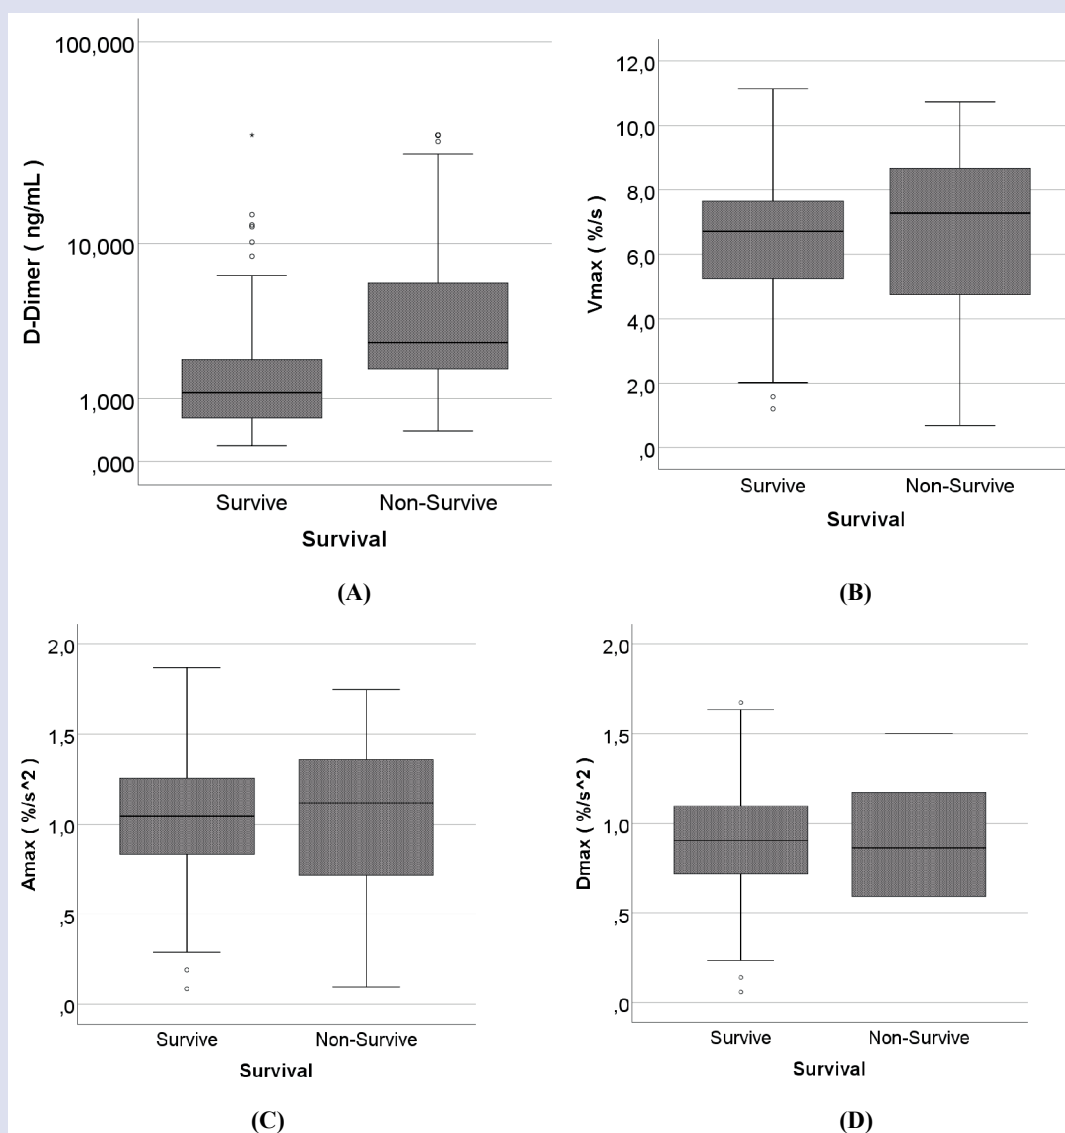 100,000
10,000
1,000
,000
D-Dimer ( ng/mL )
Survive Non-Survive
Survival
(A)
12,0
10,0
8,0
6,0
4,0
2,0
,0
Vmax ( %/s )
Survive Non-Survive
Survival
(B)
2,0
1,5
1,0
,5
,0
Amax ( %/s^2 )
Survive Non-Survive
Survival
(C)
2,0
1,5
1,0
,5
,0
Dmax ( %/s^2 )
Survive Non-Survive
Survival
(D)